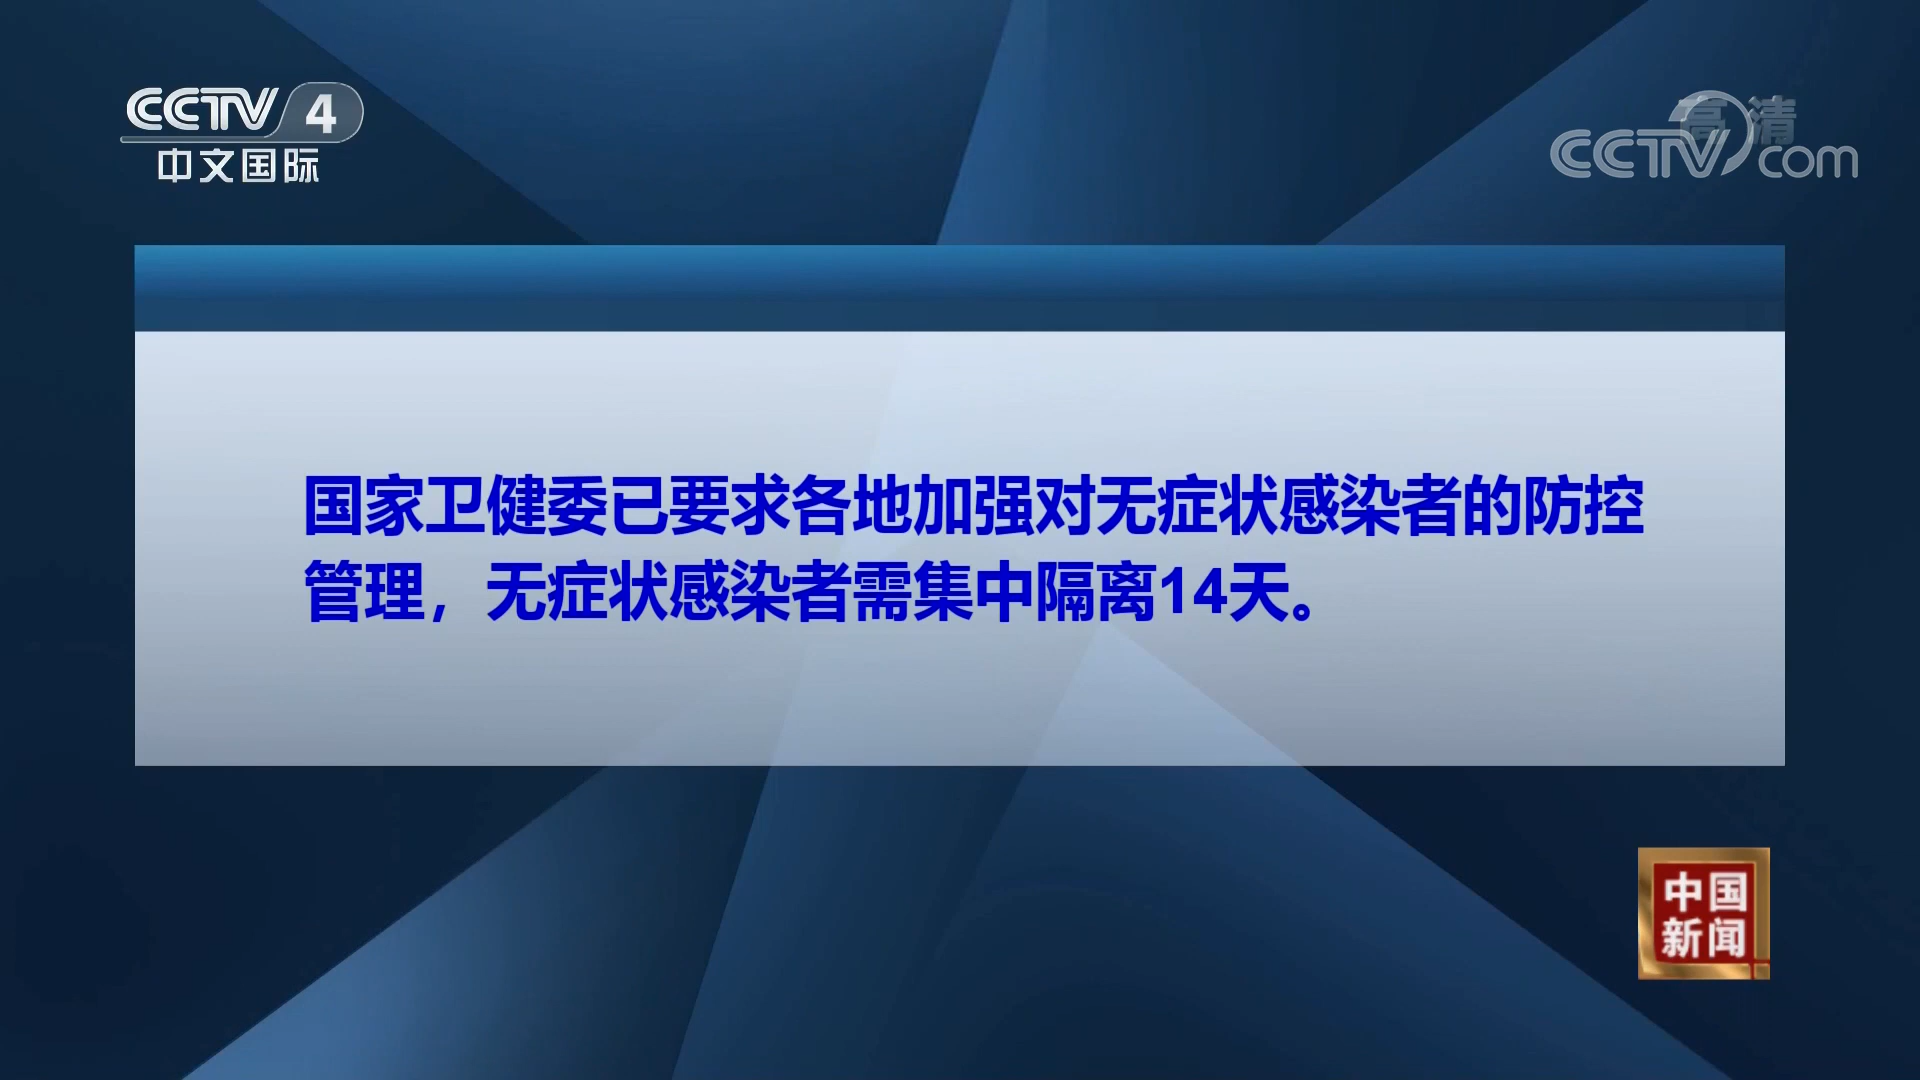 CCTV 4
中文国际
高清
CCTV.com
国家卫健委已要求各地加强对无症状感染者的防控
管理，无症状感染者需集中隔离14天。
中国
新闻